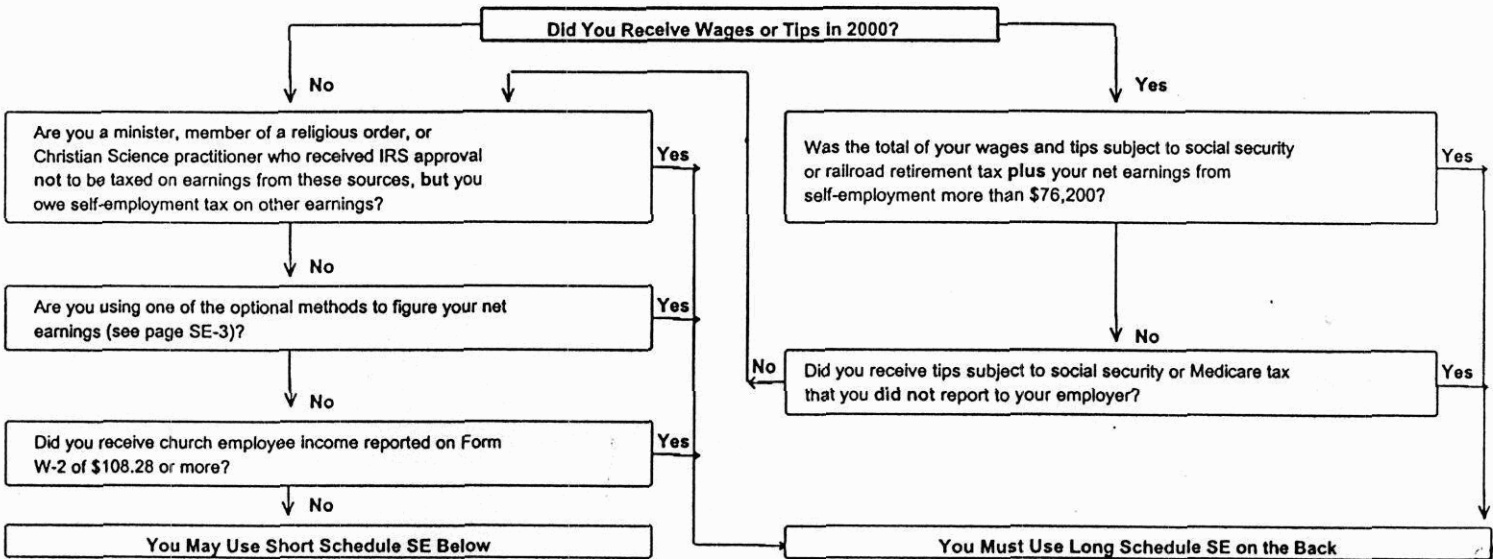 Did You Receive Wages or Tips in 2000?
No
Yes
Are you a minister, member of a religious order, or
Christian Science practitioner who received IRS approval
not to be taxed on earnings from these sources, but you
owe self-employment tax on other earnings?
Yes
Was the total of your wages and tips subject to social security
or railroad retirement tax plus your net earnings from
self-employment more than $76,200?
Yes
No
Are you using one of the optional methods to figure your net
earnings (see page SE-3)?
Yes
No
No
Did you receive tips subject to social security or Medicare tax
that you did not report to your employer?
Yes
No
Did you receive church employee income reported on Form
W-2 of $108.28 or more?
Yes
No
You May Use Short Schedule SE Below
You Must Use Long Schedule SE on the Back